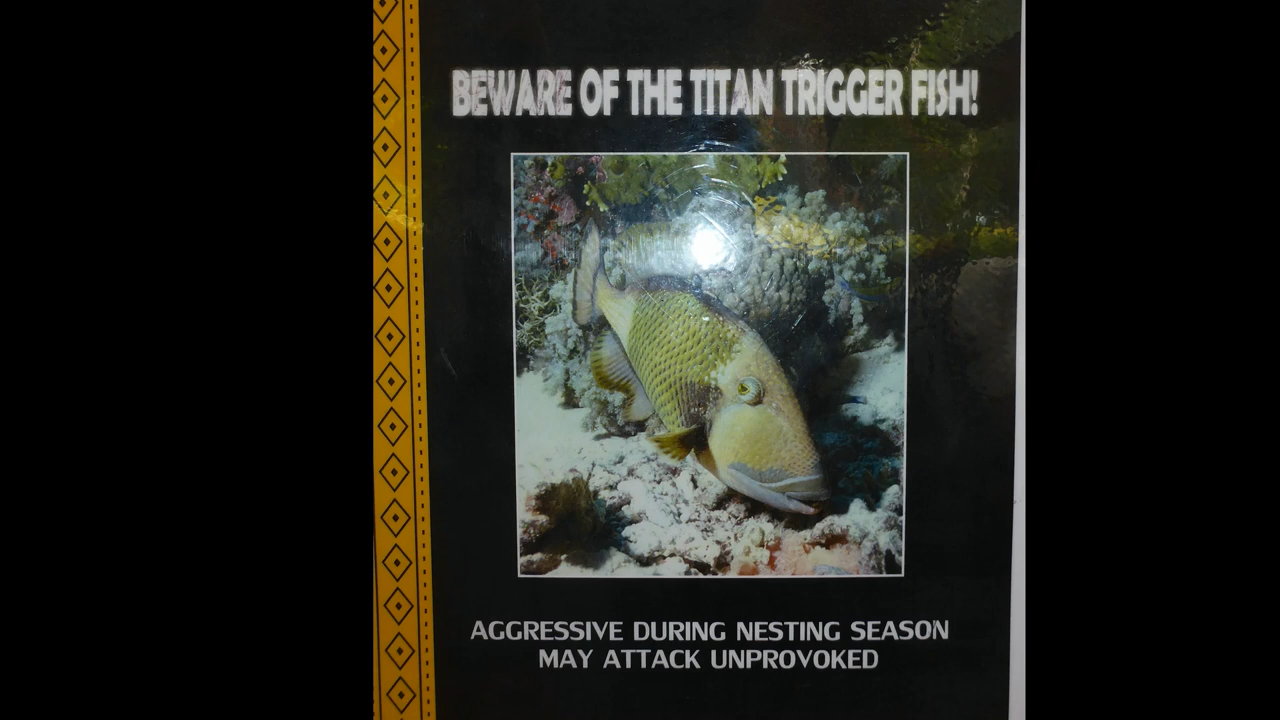 BEWARE OF THE TITAN TRIGGER FISH!
AGGRESSIVE DURING NESTING SEASON
MAY ATTACK UNPROVOKED